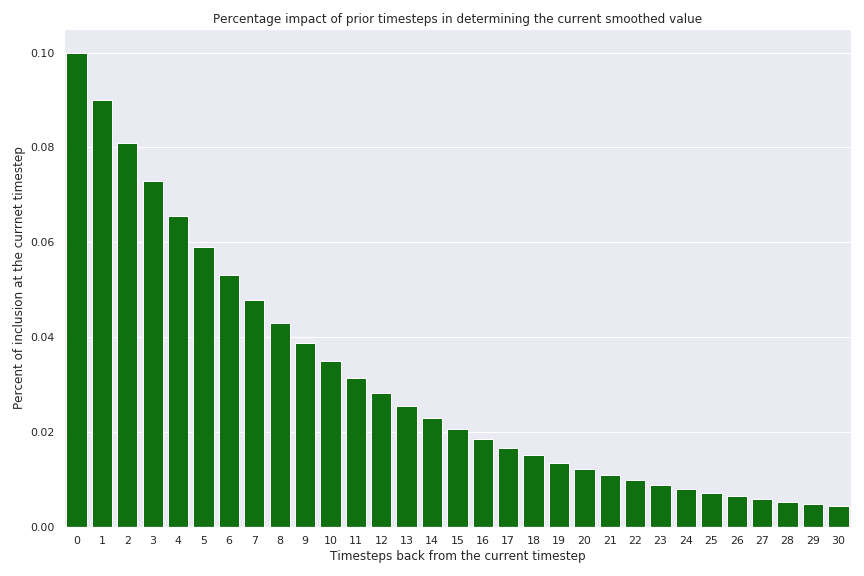 Percentage impact of prior timesteps in determining the current smoothed value
Percent of inclusion at the currnet timestep
0.10
0.08
0.06
0.04
0.02
0.00
0 1 2 3 4 5 6 7 8 9 10 11 12 13 14 15 16 17 18 19 20 21 22 23 24 25 26 27 28 29 30
Timesteps back from the current timestep